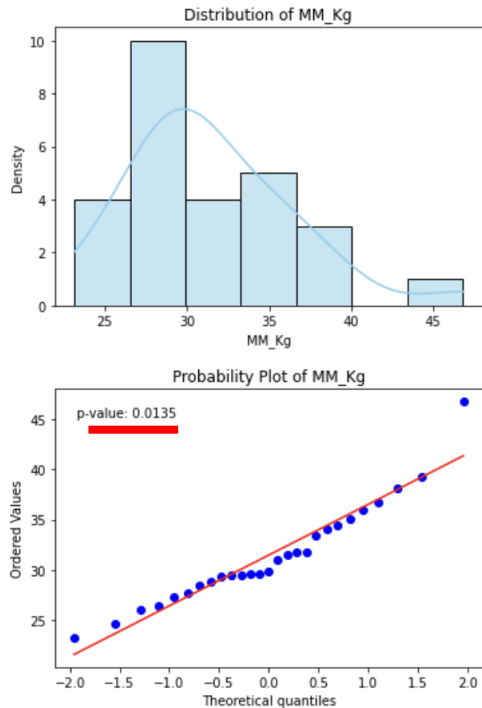 Distribution of MM_Kg
10
8
6
4
2
0
Density
25 30 35 40 45
MM_Kg
Probability Plot of MM_Kg
p-value: 0.0135
45
40
35
30
25
Ordered Values
−2.0 −1.5 −1.0 −0.5 0.0 0.5 1.0 1.5 2.0
Theoretical quantiles